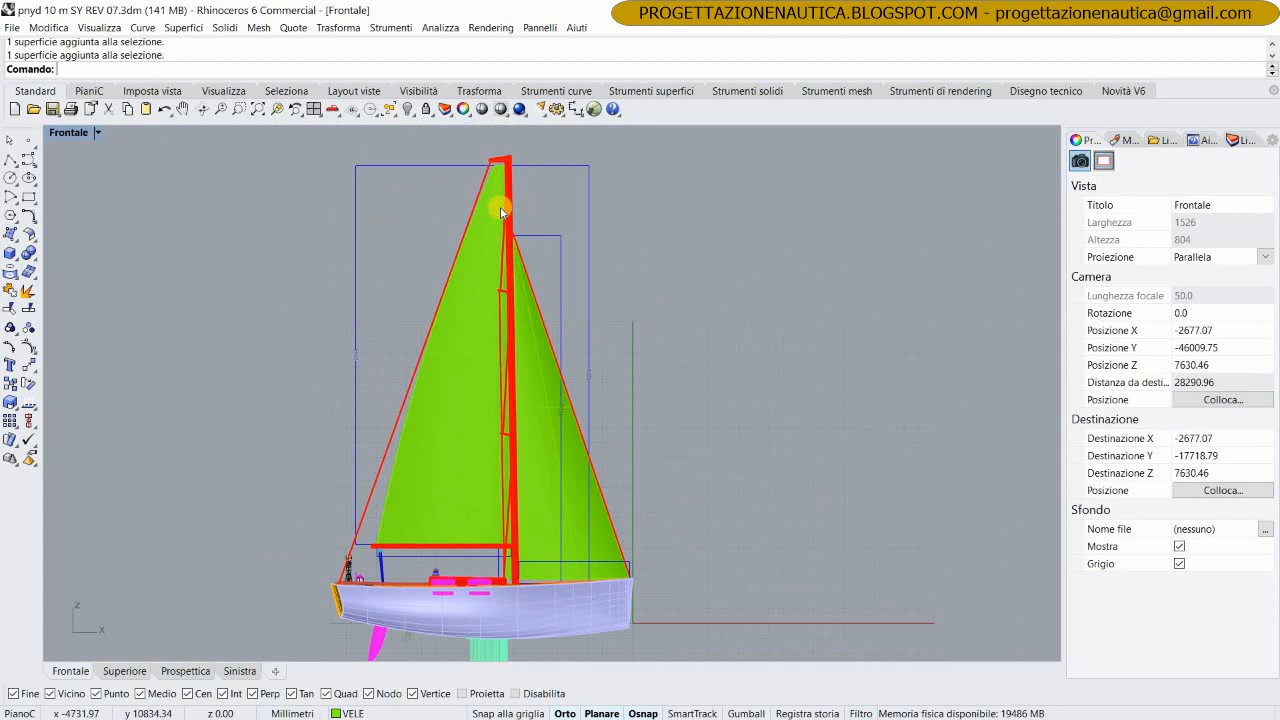 pnyd 10 m SY REV 07.3dm (141 MB) - Rhinoceros 6 Commercial - [Frontale]
PROGETTAZIONENAUTICA.BLOGSPOT.COM - progettazionenautica@gmail.com
File Modifica Visualizza Curve Superfici Solidi Mesh Quote Trasforma Strumenti Analizza Rendering Pannelli Aiuti
1 superficie aggiunta alla selezione.
1 superficie aggiunta alla selezione.
Comando:
Standard PianiC Imposta vista Visualizza Seleziona Layout viste Visibilità Trasforma Strumenti curve Strumenti superfici Strumenti solidi Strumenti mesh Strumenti di rendering Disegno tecnico Novità V6
Frontale
Pr... M... Li... Ai... Li...
Vista
Titolo Frontale
Larghezza 1526
Altezza 804
Proiezione Parallela
Camera
Lunghezza focale 50.0
Rotazione 0.0
Posizione X -2677.07
Posizione Y -46009.75
Posizione Z 7630.46
Distanza da desti... 28290.96
Posizione Colloca...
Destinazione
Destinazione X -2677.07
Destinazione Y -17718.79
Destinazione Z 7630.46
Posizione Colloca...
Sfondo
Nome file (nessuno) ...
Mostra
Grigio
z
x
Frontale Superiore Prospettica Sinistra
Fine Vicino Punto Medio Cen Int Perp Tan Quad Nodo Vertice Proietta Disabilita
PianoC x -4731.97 y 10834.34 z 0.00 Millimetri VELE Snap alla griglia Orto Planare Osnap SmartTrack Gumball Registra storia Filtro Memoria fisica disponibile: 19486 MB